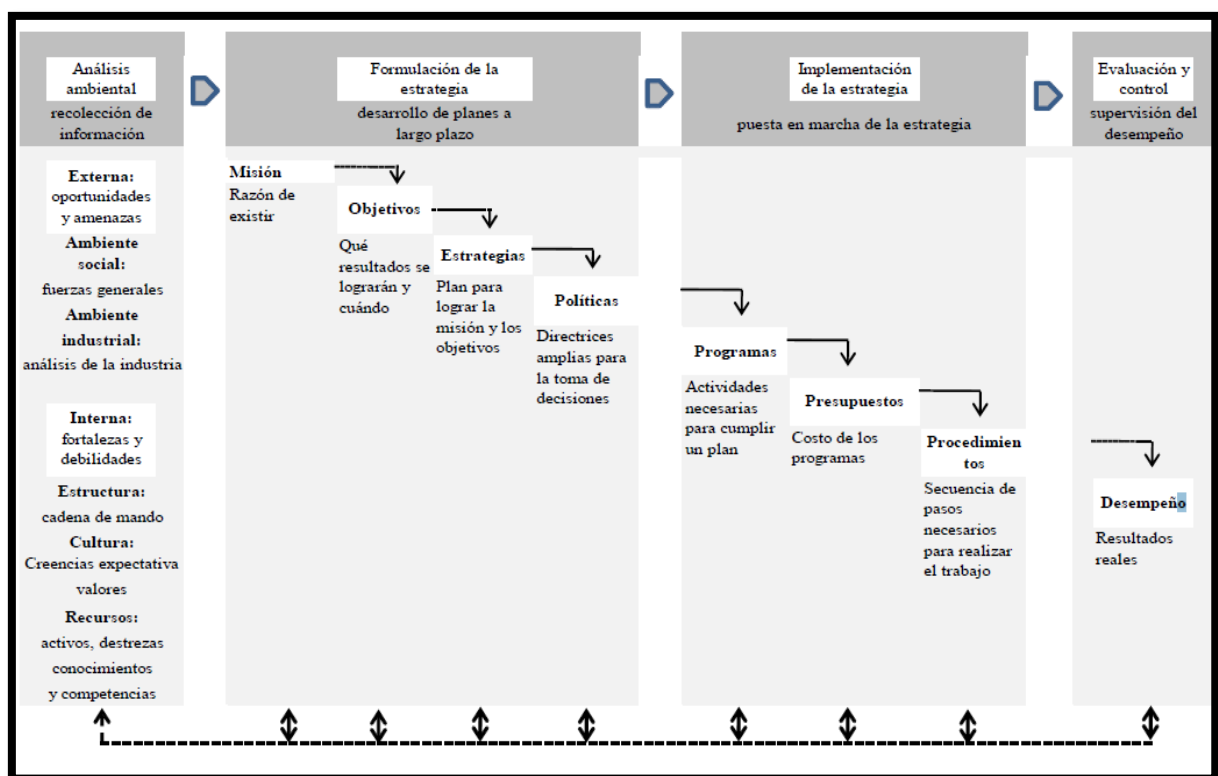 Análisis
ambiental
recolección de
información
Externa:
oportunidades
y amenazas
Ambiente
social:
fuerzas generales
Ambiente
industrial:
análisis de la industria
Interna:
fortalezas y
debilidades
Estructura:
cadena de mando
Cultura:
Creencias expectativa
valores
Recursos:
activos, destrezas
conocimientos
y competencias
Formulación de la
estrategia
desarrollo de planes a
largo plazo
Misión
Razón de
existir
Objetivos
Qué
resultados se
lograrán y
cuándo
Estrategias
Plan para
lograr la
misión y los
objetivos
Políticas
Directrices
amplias para
la toma de
decisiones
Implementación
de la estrategia
puesta en marcha de la estrategia
Programas
Actividades
necesarias
para cumplir
un plan
Presupuestos
Costo de los
programas
Procedimien
tos
Secuencia de
pasos
necesarios
para realizar
el trabajo
Evaluación y
control
supervisión del
desempeño
Desempeño
Resultados
reales